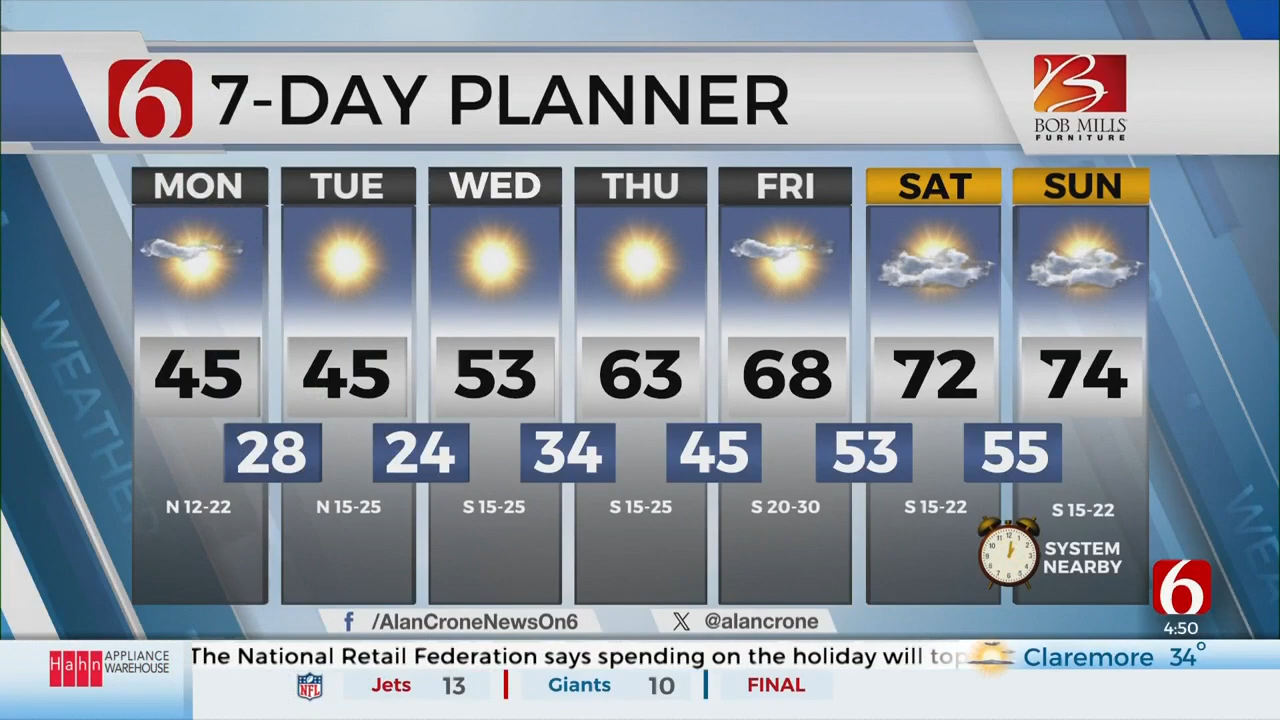 6 7-DAY PLANNER
B
BOB MILLS
FURNITURE
MON TUE WED THU FRI SAT SUN
45 45 53 63 68 72 74
28 24 34 45 53 55
N 12-22 N 15-25 S 15-25 S 15-25 S 20-30 S 15-22 S 15-22
SYSTEM
NEARBY
WEATHER
6
4:50
f /AlanCroneNewsOn6 X @alancrone
Hahn APPLIANCE
WAREHOUSE
The National Retail Federation says spending on the holiday will top
Claremore 34°
NFL Jets 13 Giants 10 FINAL